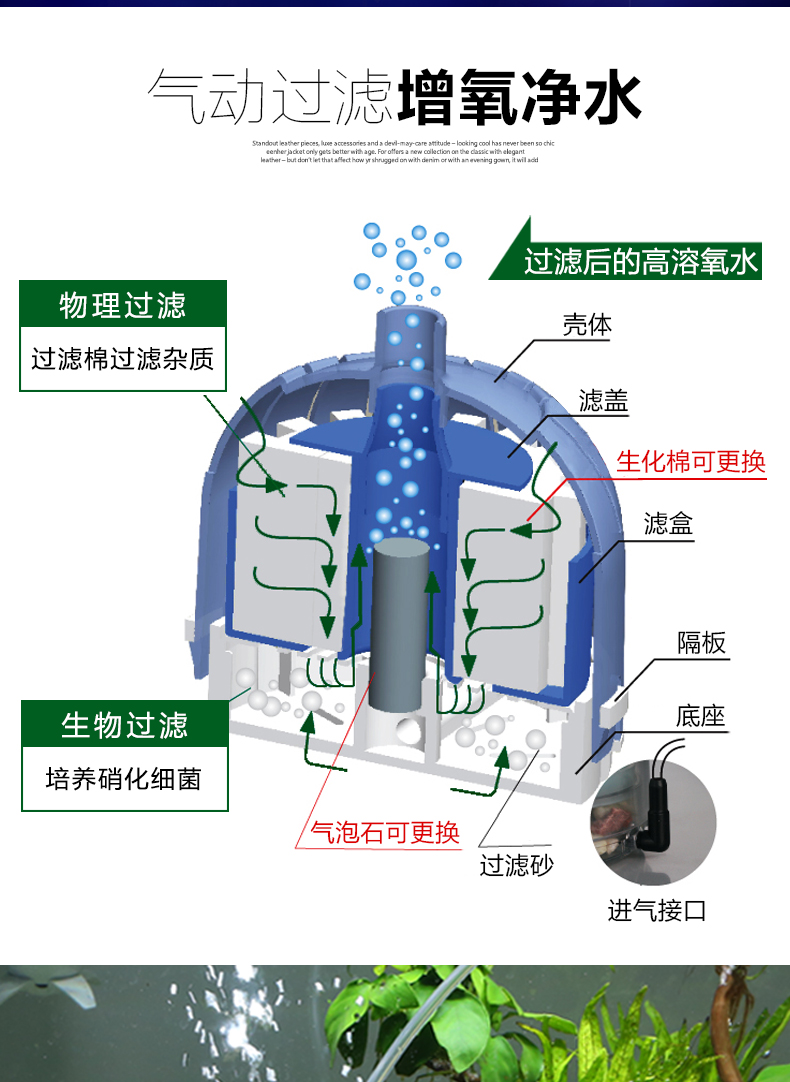 气动过滤增氧净水
Standout leather pieces, luxe accessories and a devil-may-care attitude – looking cool has never been so chic
eenher jacket only gets better with age. For offers a new collection on the classic with elegant
leather – but don't let that affect how yr shrugged on with denim or with an evening gown, it will add
过滤后的高溶氧水
物理过滤
过滤棉过滤杂质
壳体
滤盖
生化棉可更换
滤盒
隔板
生物过滤
培养硝化细菌
底座
气泡石可更换
过滤砂
进气接口